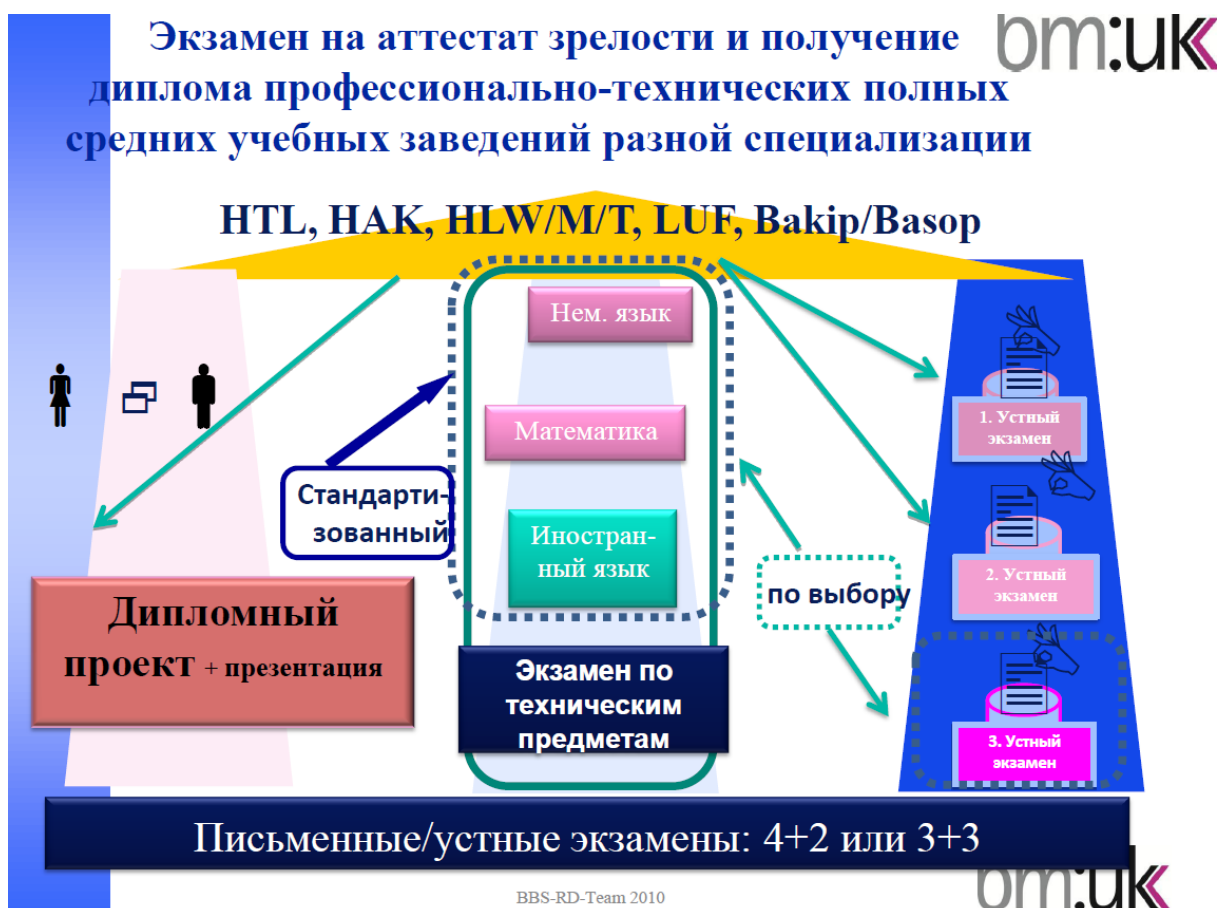 Экзамен на аттестат зрелости и получение
диплома профессионально-технических полных
средних учебных заведений разной специализации
bm:uk
HTL, HAK, HLW/M/T, LUF, Bakip/Basop
Нем. язык
Математика
Стандарти-
зованный
Иностран-
ный язык
Дипломный
проект + презентация
Экзамен по
техническим
предметам
по выбору
1. Устный
экзамен
2. Устный
экзамен
3. Устный
экзамен
Письменные/устные экзамены: 4+2 или 3+3
BBS-RD-Team 2010
bm:uk